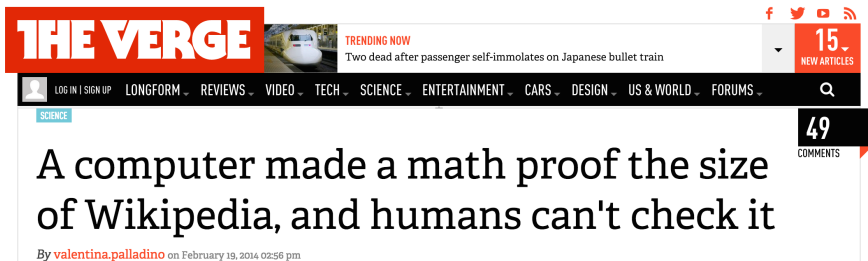 THE VERGE
TRENDING NOW
Two dead after passenger self-immolates on Japanese bullet train
15
NEW ARTICLES
LOG IN | SIGN UP LONGFORM REVIEWS VIDEO TECH SCIENCE ENTERTAINMENT CARS DESIGN US & WORLD FORUMS
SCIENCE
49
COMMENTS
A computer made a math proof the size
of Wikipedia, and humans can't check it
By valentina.palladino on February 19, 2014 02:56 pm